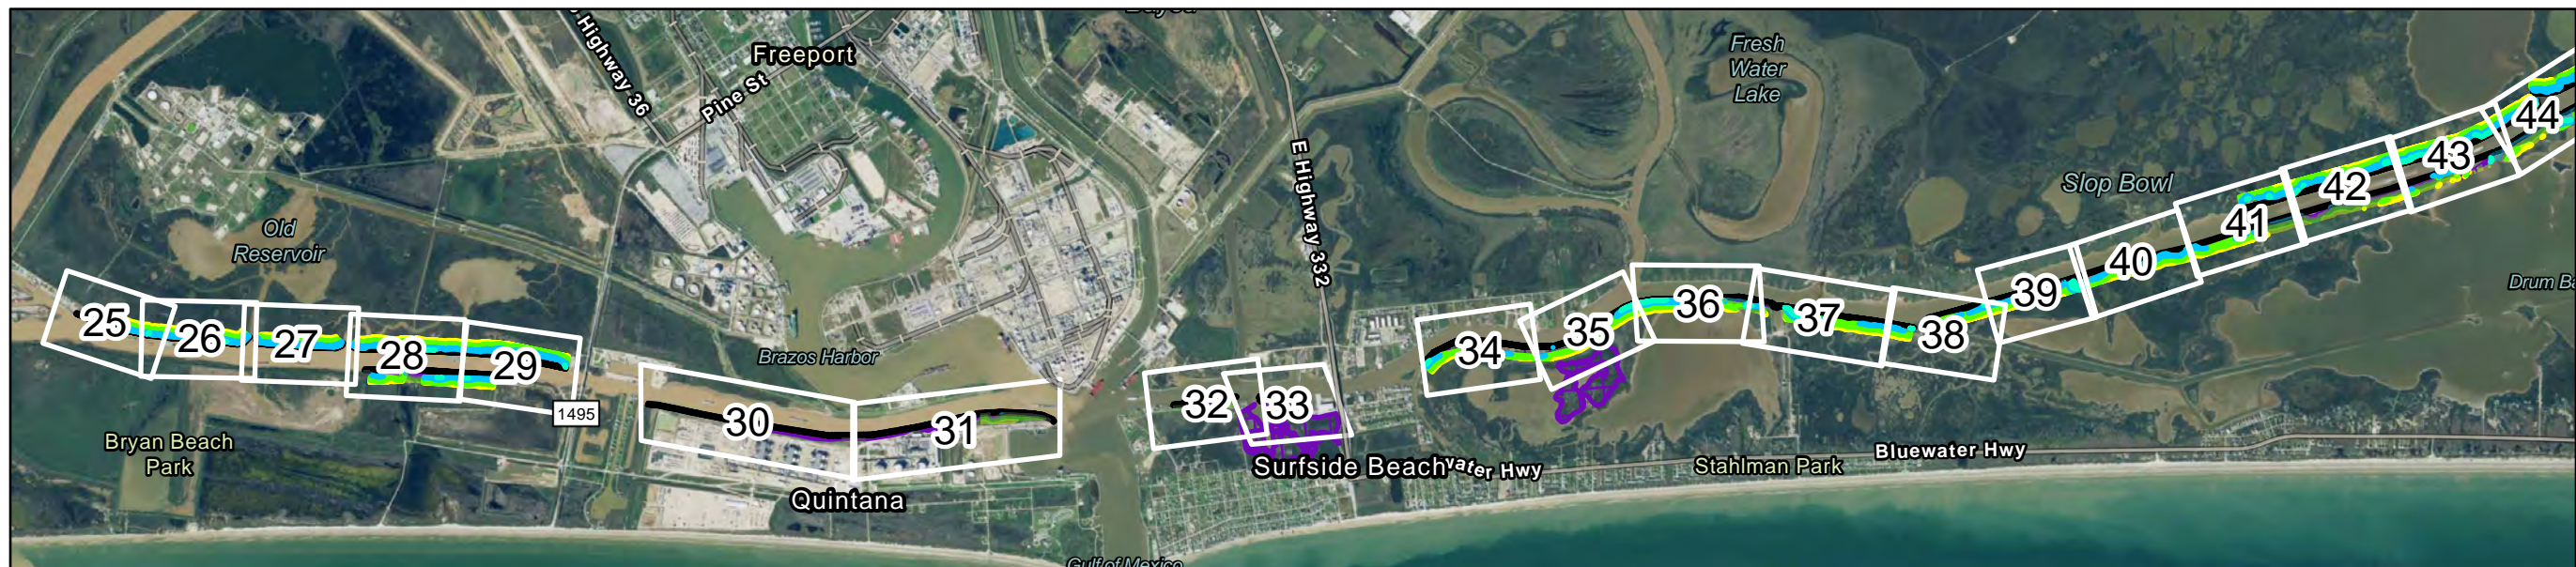 Freeport
Highway 36
Pine St
Fresh
Water
Lake
E Highway 332
Slop Bowl
Old
Reservoir
Drum
Brazos Harbor
25
26
27
28
29
30
31
32
33
34
35
36
37
38
39
40
41
42
43
44
1495
Bryan Beach
Park
Quintana
Surfside Beach
Hwy
Stahlman Park
Bluewater Hwy
Gulf of Mexico